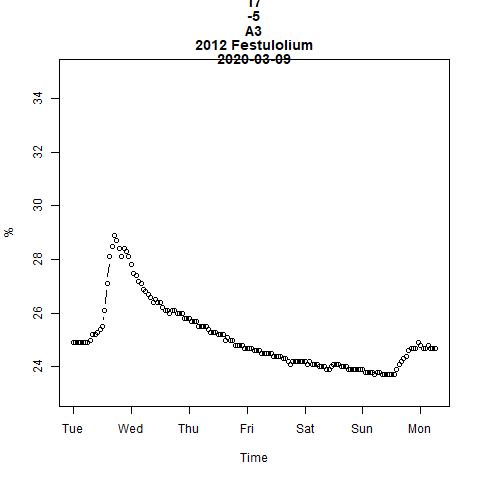 17
-5
A3
2012 Festulolium
2020-03-09
34
32
30
28
26
24
%
Tue Wed Thu Fri Sat Sun Mon
Time